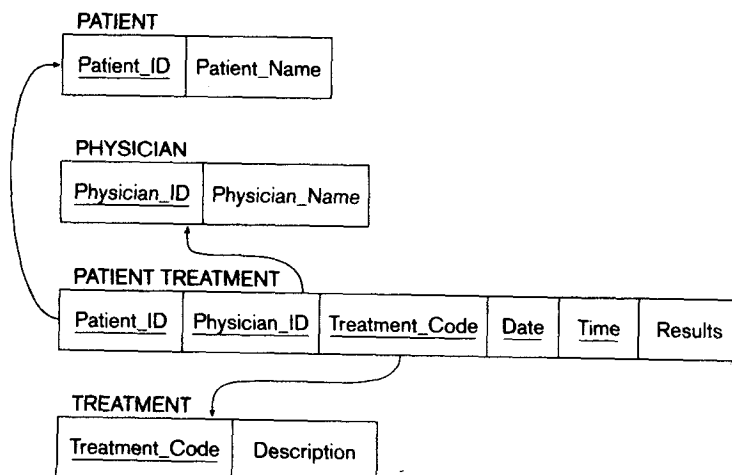 PATIENT
Patient_ID Patient_Name
PHYSICIAN
Physician_ID Physician_Name
PATIENT TREATMENT
Patient_ID Physician_ID Treatment_Code Date Time Results
TREATMENT
Treatment_Code Description